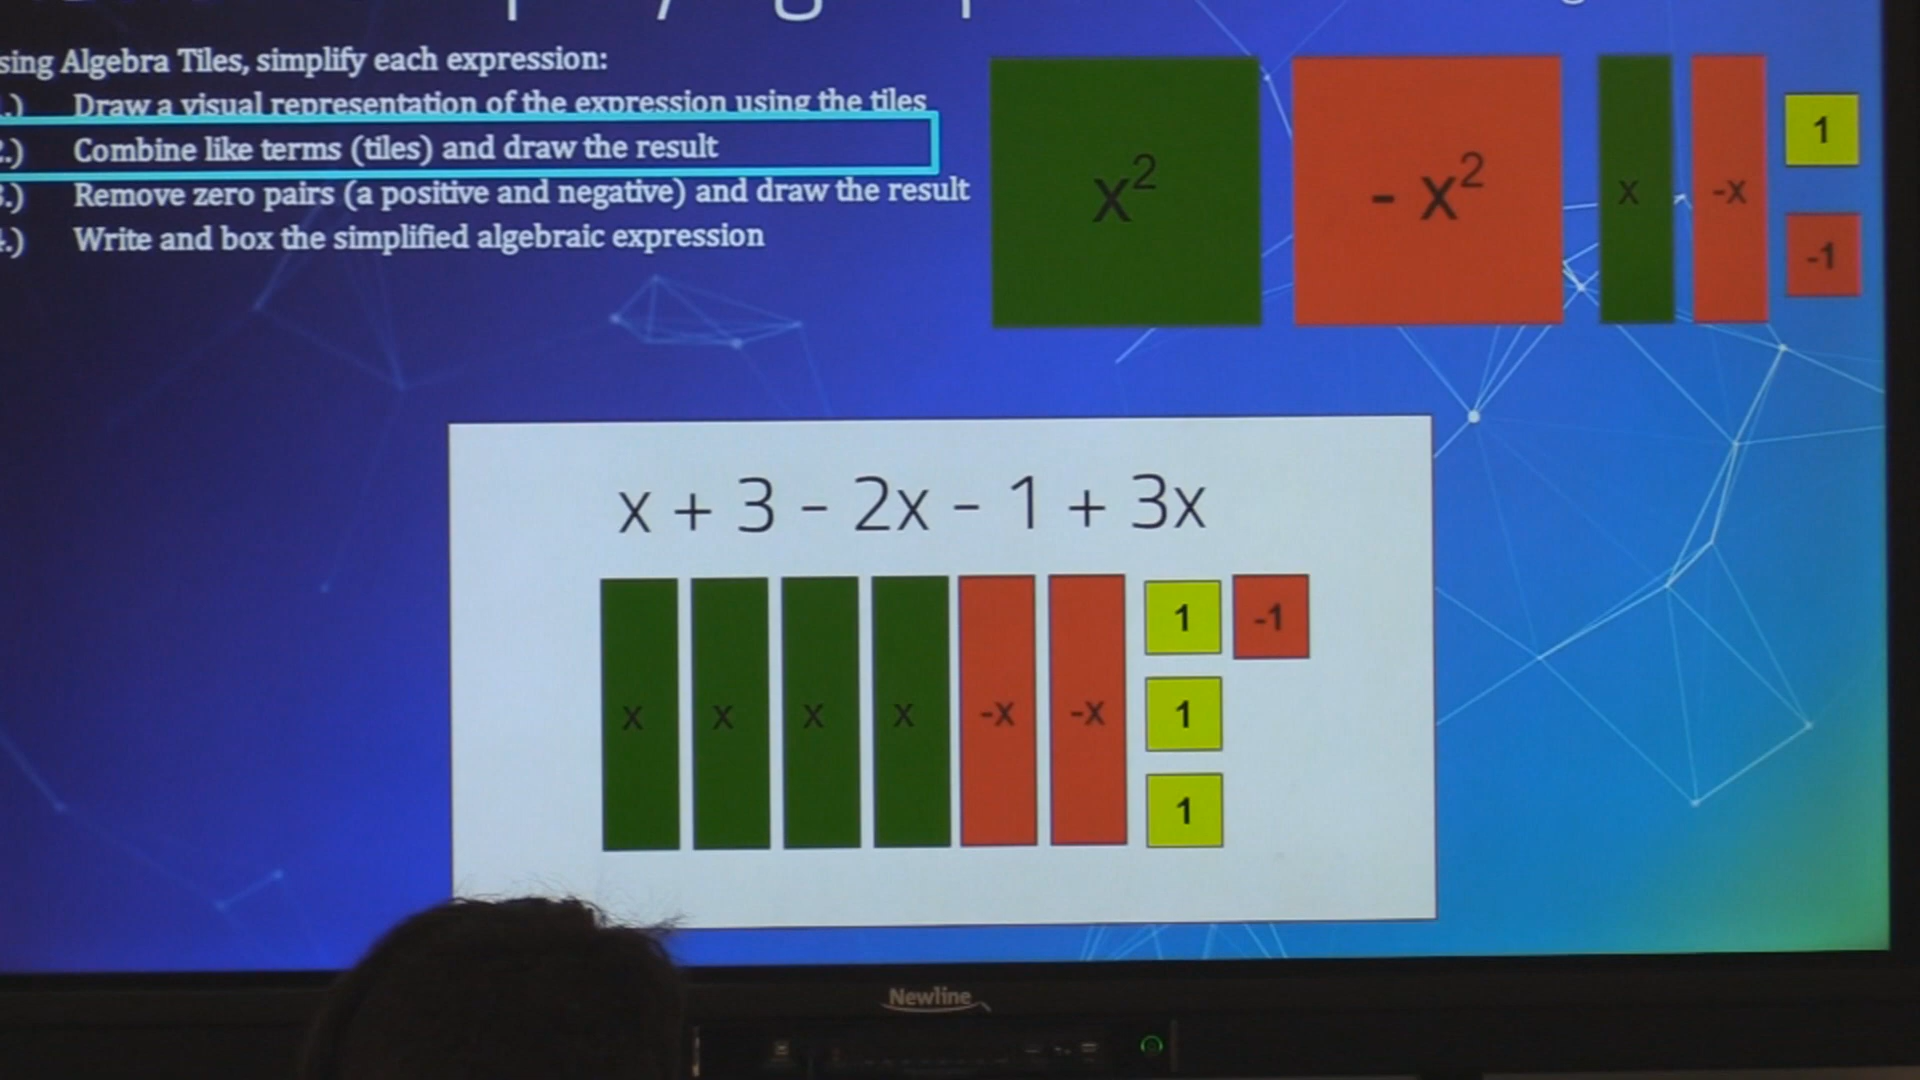 sing Algebra Tiles, simplify each expression:
.) Draw a visual representation of the expression using the tiles
.) Combine like terms (tiles) and draw the result
.) Remove zero pairs (a positive and negative) and draw the result
.) Write and box the simplified algebraic expression
x²
- x²
x
-x
1
-1
x + 3 - 2x - 1 + 3x
x x x x -x -x 1 -1
1
1
Newline